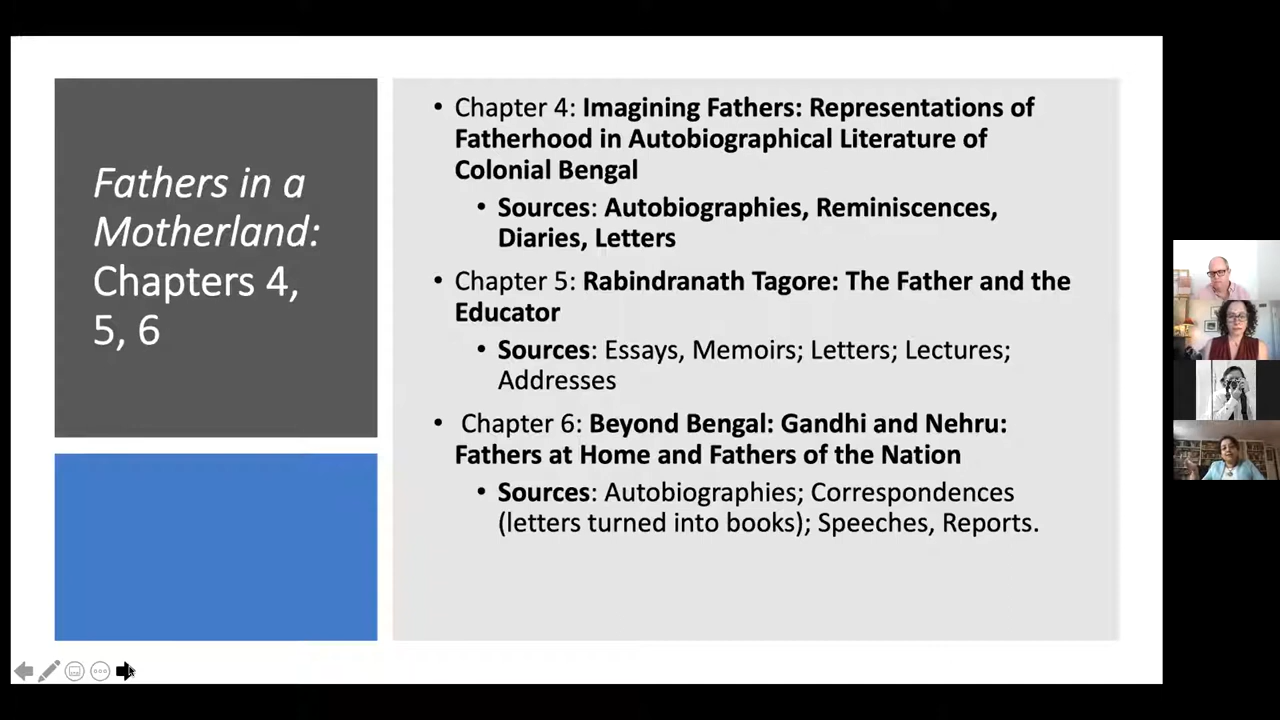 Fathers in a
Motherland:
Chapters 4,
5, 6
• Chapter 4: Imagining Fathers: Representations of
Fatherhood in Autobiographical Literature of
Colonial Bengal
• Sources: Autobiographies, Reminiscences,
Diaries, Letters
• Chapter 5: Rabindranath Tagore: The Father and the
Educator
• Sources: Essays, Memoirs; Letters; Lectures;
Addresses
• Chapter 6: Beyond Bengal: Gandhi and Nehru:
Fathers at Home and Fathers of the Nation
• Sources: Autobiographies; Correspondences
(letters turned into books); Speeches, Reports.